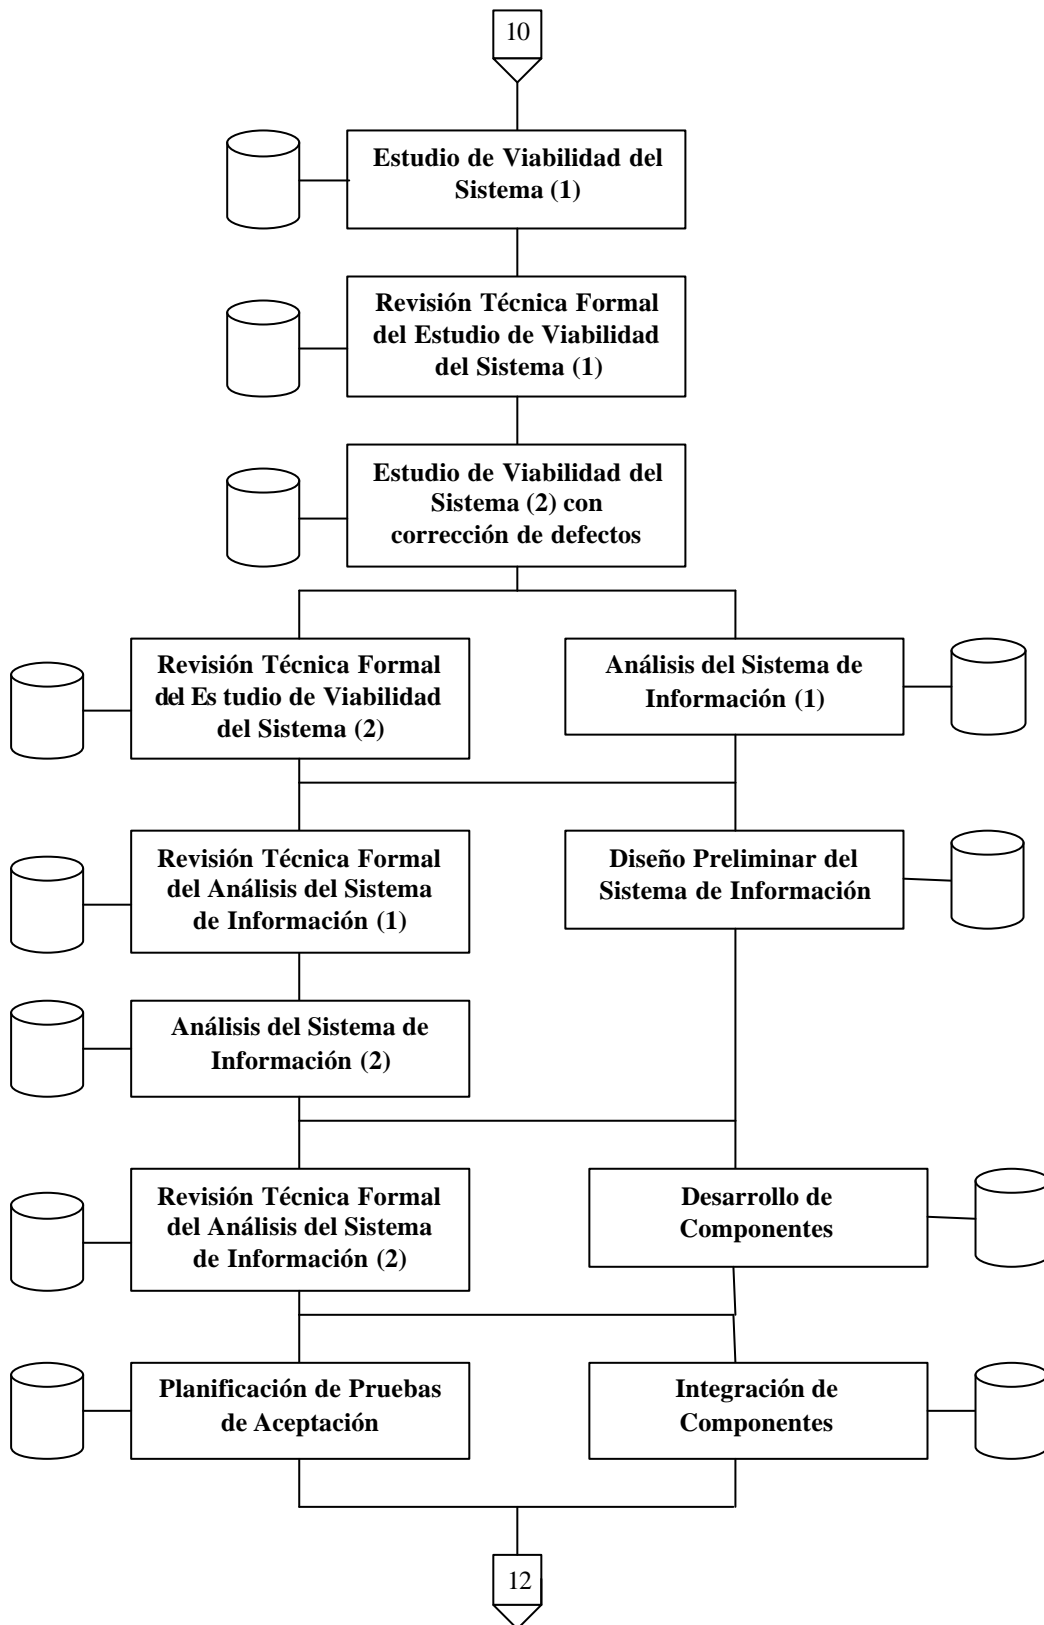 10
Estudio de Viabilidad del
Sistema (1)
Revisión Técnica Formal
del Estudio de Viabilidad
del Sistema (1)
Estudio de Viabilidad del
Sistema (2) con
corrección de defectos
Revisión Técnica Formal
del Es tudio de Viabilidad
del Sistema (2)
Análisis del Sistema de
Información (1)
Revisión Técnica Formal
del Análisis del Sistema
de Información (1)
Diseño Preliminar del
Sistema de Información
Análisis del Sistema de
Información (2)
Revisión Técnica Formal
del Análisis del Sistema
de Información (2)
Desarrollo de
Componentes
Planificación de Pruebas
de Aceptación
Integración de
Componentes
12